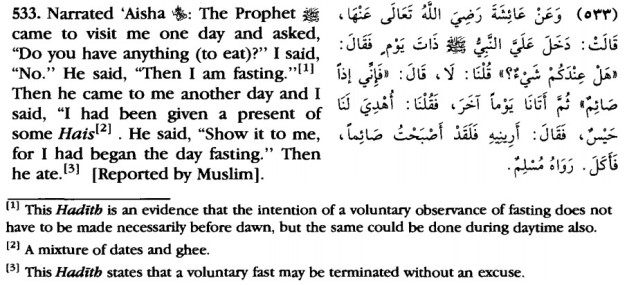 533. Narrated ‘Aisha ؓ: The Prophet ﷺ
came to visit me one day and asked,
“Do you have anything (to eat)?” I said,
“No.” He said, “Then I am fasting.”[1]
Then he came to me another day and I
said, “I had been given a present of
some Hais[2] . He said, “Show it to me,
for I had began the day fasting.” Then
he ate.[3] [Reported by Muslim].
(٥٣٣) وَعَنْ عَائِشَةَ رَضِيَ اللَّهُ تَعَالَى عَنْهَا،
قَالَتْ: دَخَلَ عَلَيَّ النَّبِيُّ ﷺ ذَاتَ يَوْمٍ فَقَالَ:
«هَلْ عِنْدَكُمْ شَيْءٌ؟» قُلْنَا: لَا، قَالَ: «فَإِنِّي إِذاً
صَائِمٌ» ثُمَّ أَتَانَا يَوْماً آخَرَ، فَقُلْنَا: أُهْدِيَ لَنَا
حَيْسٌ، فَقَالَ: أَرِينِيهِ فَلَقَدْ أَصْبَحْتُ صَائِماً،
فَأَكَلَ. رَوَاهُ مُسْلِمٌ.
[1] This Hadith is an evidence that the intention of a voluntary observance of fasting does not
have to be made necessarily before dawn, but the same could be done during daytime also.
[2] A mixture of dates and ghee.
[3] This Hadith states that a voluntary fast may be terminated without an excuse.